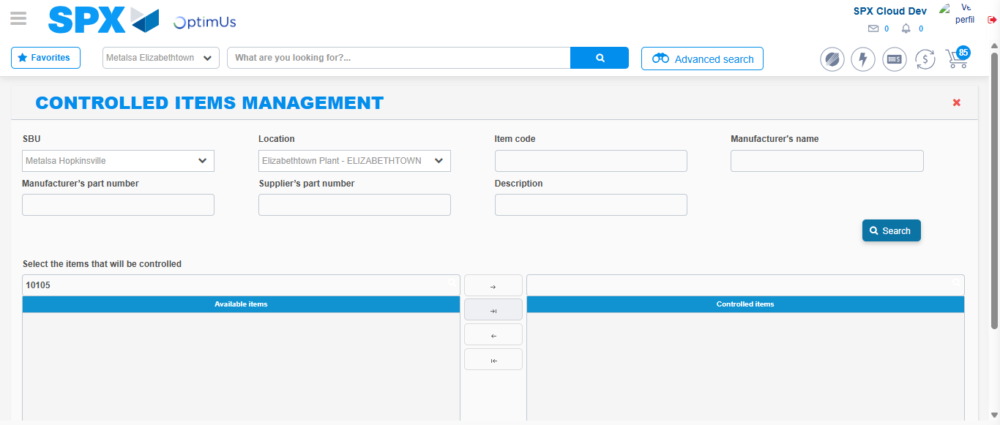 SPX OptimUs
SPX Cloud Dev
Ve
perfil
0 0
Favorites
Metalsa Elizabethtown
What are you looking for?...
Advanced search
85
CONTROLLED ITEMS MANAGEMENT
SBU Location Item code Manufacturer's name
Metalsa Hopkinsville Elizabethtown Plant - ELIZABETHTOWN
Manufacturer’s part number Supplier’s part number Description
Search
Select the items that will be controlled
10105
Available items Controlled items